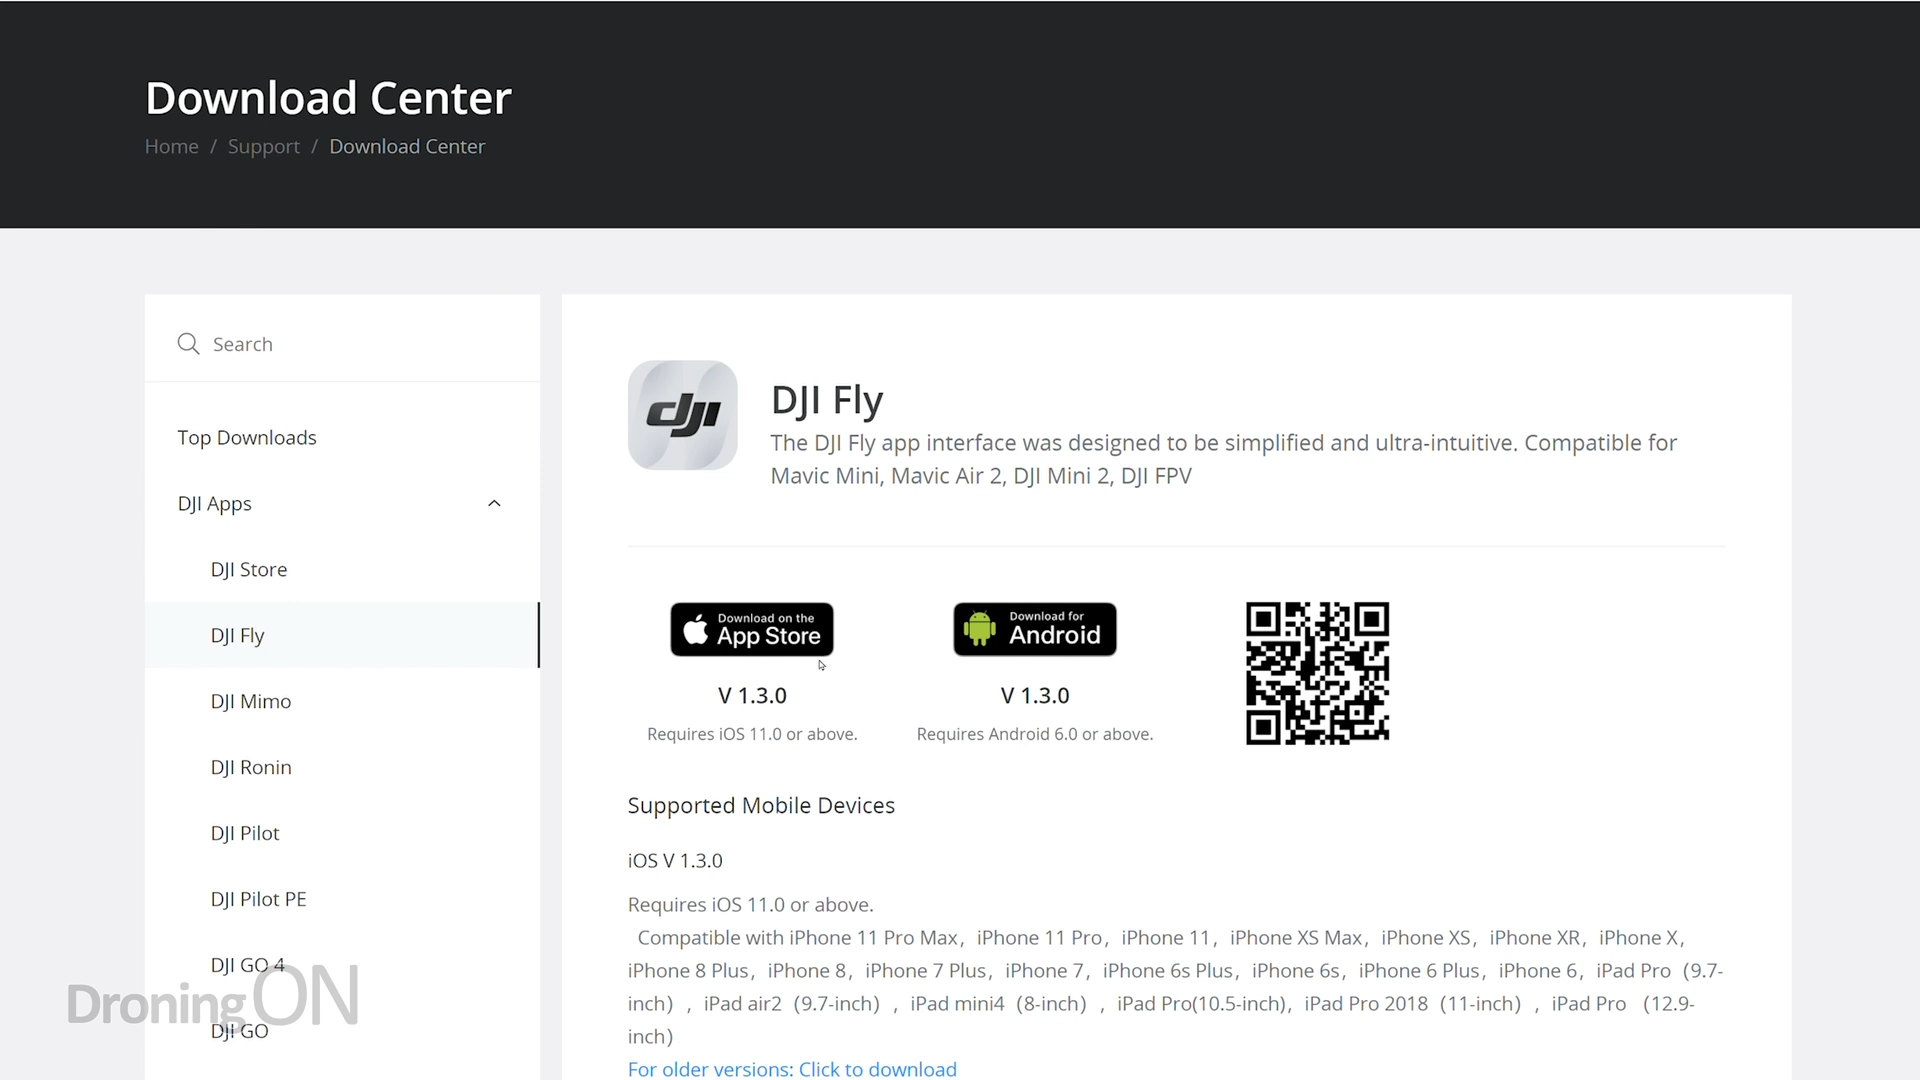 Download Center
Home / Support / Download Center
Search
Top Downloads
DJI Apps
DJI Store
DJI Fly
DJI Mimo
DJI Ronin
DJI Pilot
DJI Pilot PE
DJI GO 4
DJI GO
DroningON
dji
DJI Fly
The DJI Fly app interface was designed to be simplified and ultra-intuitive. Compatible for
Mavic Mini, Mavic Air 2, DJI Mini 2, DJI FPV
Download on the
App Store
V 1.3.0
Requires iOS 11.0 or above.
Download for
Android
V 1.3.0
Requires Android 6.0 or above.
Supported Mobile Devices
iOS V 1.3.0
Requires iOS 11.0 or above.
Compatible with iPhone 11 Pro Max, iPhone 11 Pro, iPhone 11, iPhone XS Max, iPhone XS, iPhone XR, iPhone X,
iPhone 8 Plus, iPhone 8, iPhone 7 Plus, iPhone 7, iPhone 6s Plus, iPhone 6s, iPhone 6 Plus, iPhone 6, iPad Pro (9.7-
inch) , iPad air2 (9.7-inch) , iPad mini4 (8-inch) , iPad Pro(10.5-inch), iPad Pro 2018 (11-inch) , iPad Pro (12.9-
inch)
For older versions: Click to download